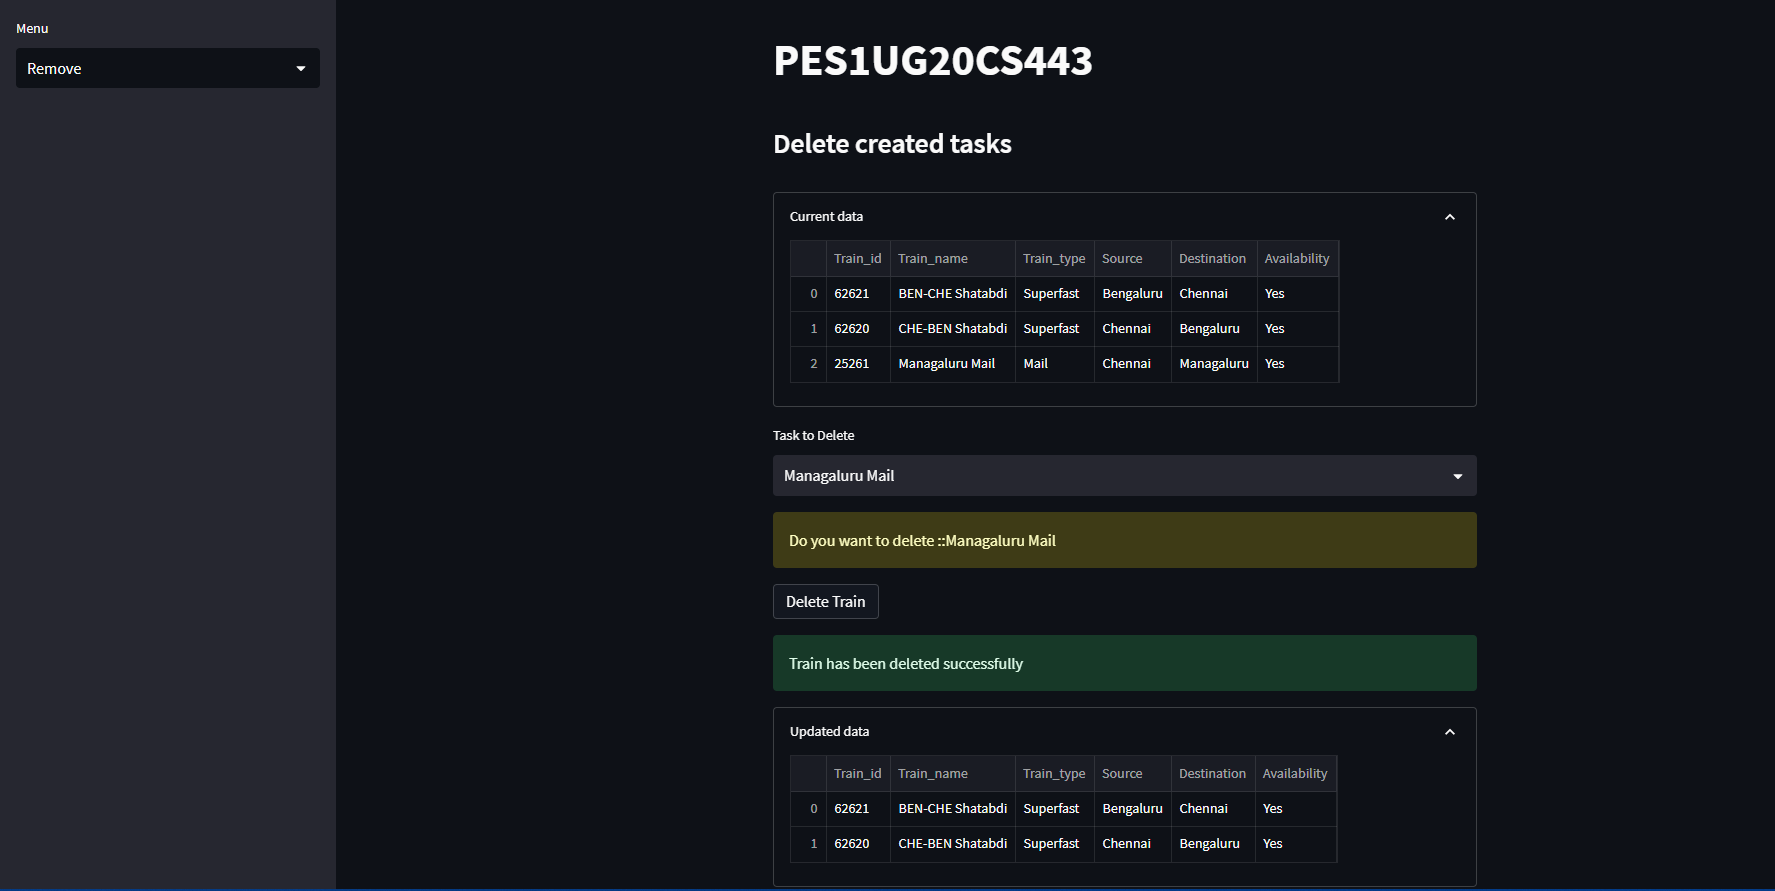 Menu
Remove
PES1UG20CS443
Delete created tasks
Current data
Train_id Train_name Train_type Source Destination Availability
0 62621 BEN-CHE Shatabdi Superfast Bengaluru Chennai Yes
1 62620 CHE-BEN Shatabdi Superfast Chennai Bengaluru Yes
2 25261 Managaluru Mail Mail Chennai Managaluru Yes
Task to Delete
Managaluru Mail
Do you want to delete ::Managaluru Mail
Delete Train
Train has been deleted successfully
Updated data
Train_id Train_name Train_type Source Destination Availability
0 62621 BEN-CHE Shatabdi Superfast Bengaluru Chennai Yes
1 62620 CHE-BEN Shatabdi Superfast Chennai Bengaluru Yes